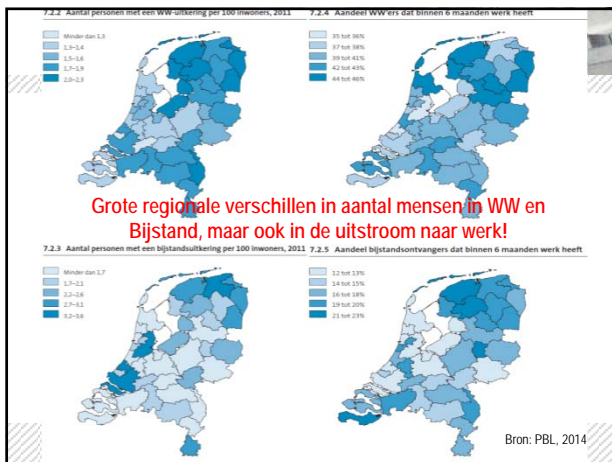 7.2.2 Aantal personen met een WW-uitkering per 100 inwoners, 2011
Minder dan 1,3
1,3–1,4
1,5–1,6
1,7–1,9
2,0–2,3
7.2.4 Aandeel WW'ers dat binnen 6 maanden werk heeft
35 tot 36%
37 tot 38%
39 tot 41%
42 tot 43%
44 tot 46%
Grote regionale verschillen in aantal mensen in WW en
Bijstand, maar ook in de uitstroom naar werk!
7.2.3 Aantal personen met een bijstandsuitkering per 100 inwoners, 2011
Minder dan 1,7
1,7–2,1
2,2–2,6
2,7–3,1
3,2–3,6
7.2.5 Aandeel bijstandsontvangers dat binnen 6 maanden werk heeft
12 tot 13%
14 tot 15%
16 tot 18%
19 tot 20%
21 tot 23%
Bron: PBL, 2014